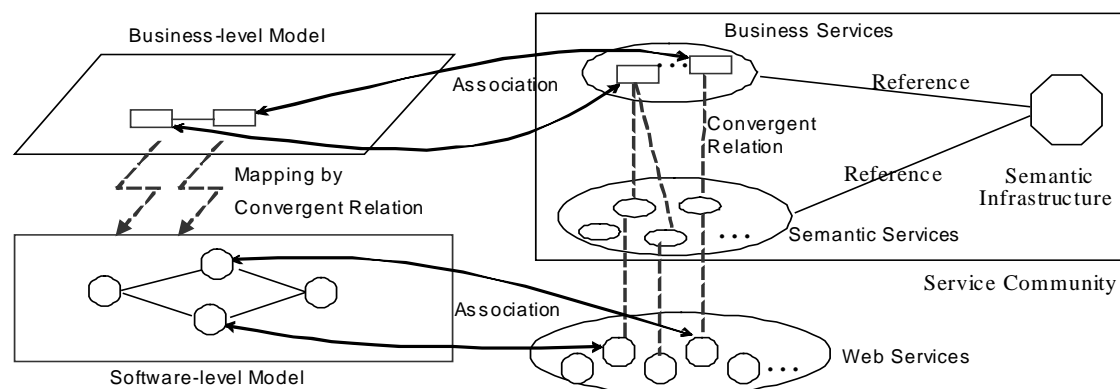 Business-level Model
Business Services
Association
Reference
Convergent
Relation
Mapping by
Convergent Relation
Reference
Semantic
Infrastructure
Semantic Services
Service Community
Association
Web Services
Software-level Model